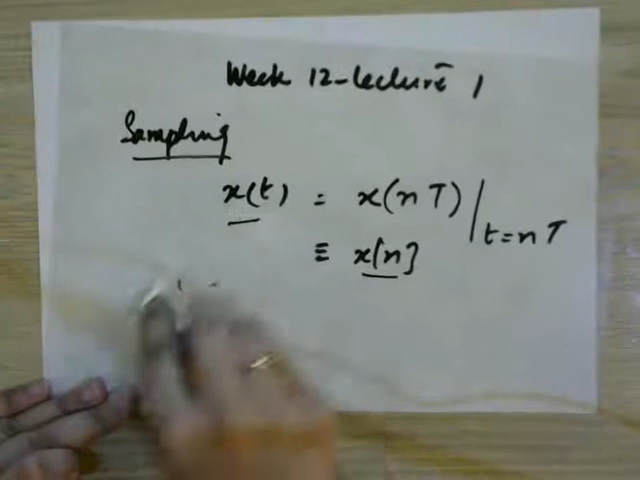 Week 12-Lecture 1
Sampling
x(t) = x(nT)|t=nT
≡ x[n]